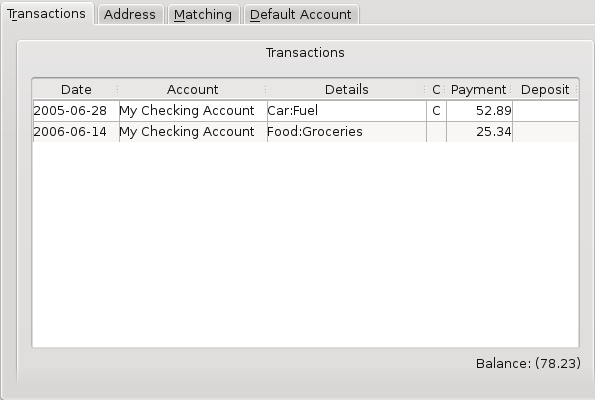 Transactions Address Matching Default Account
Transactions
Date Account Details C Payment Deposit
2005-06-28 My Checking Account Car:Fuel C 52.89
2006-06-14 My Checking Account Food:Groceries 25.34
Balance: (78.23)